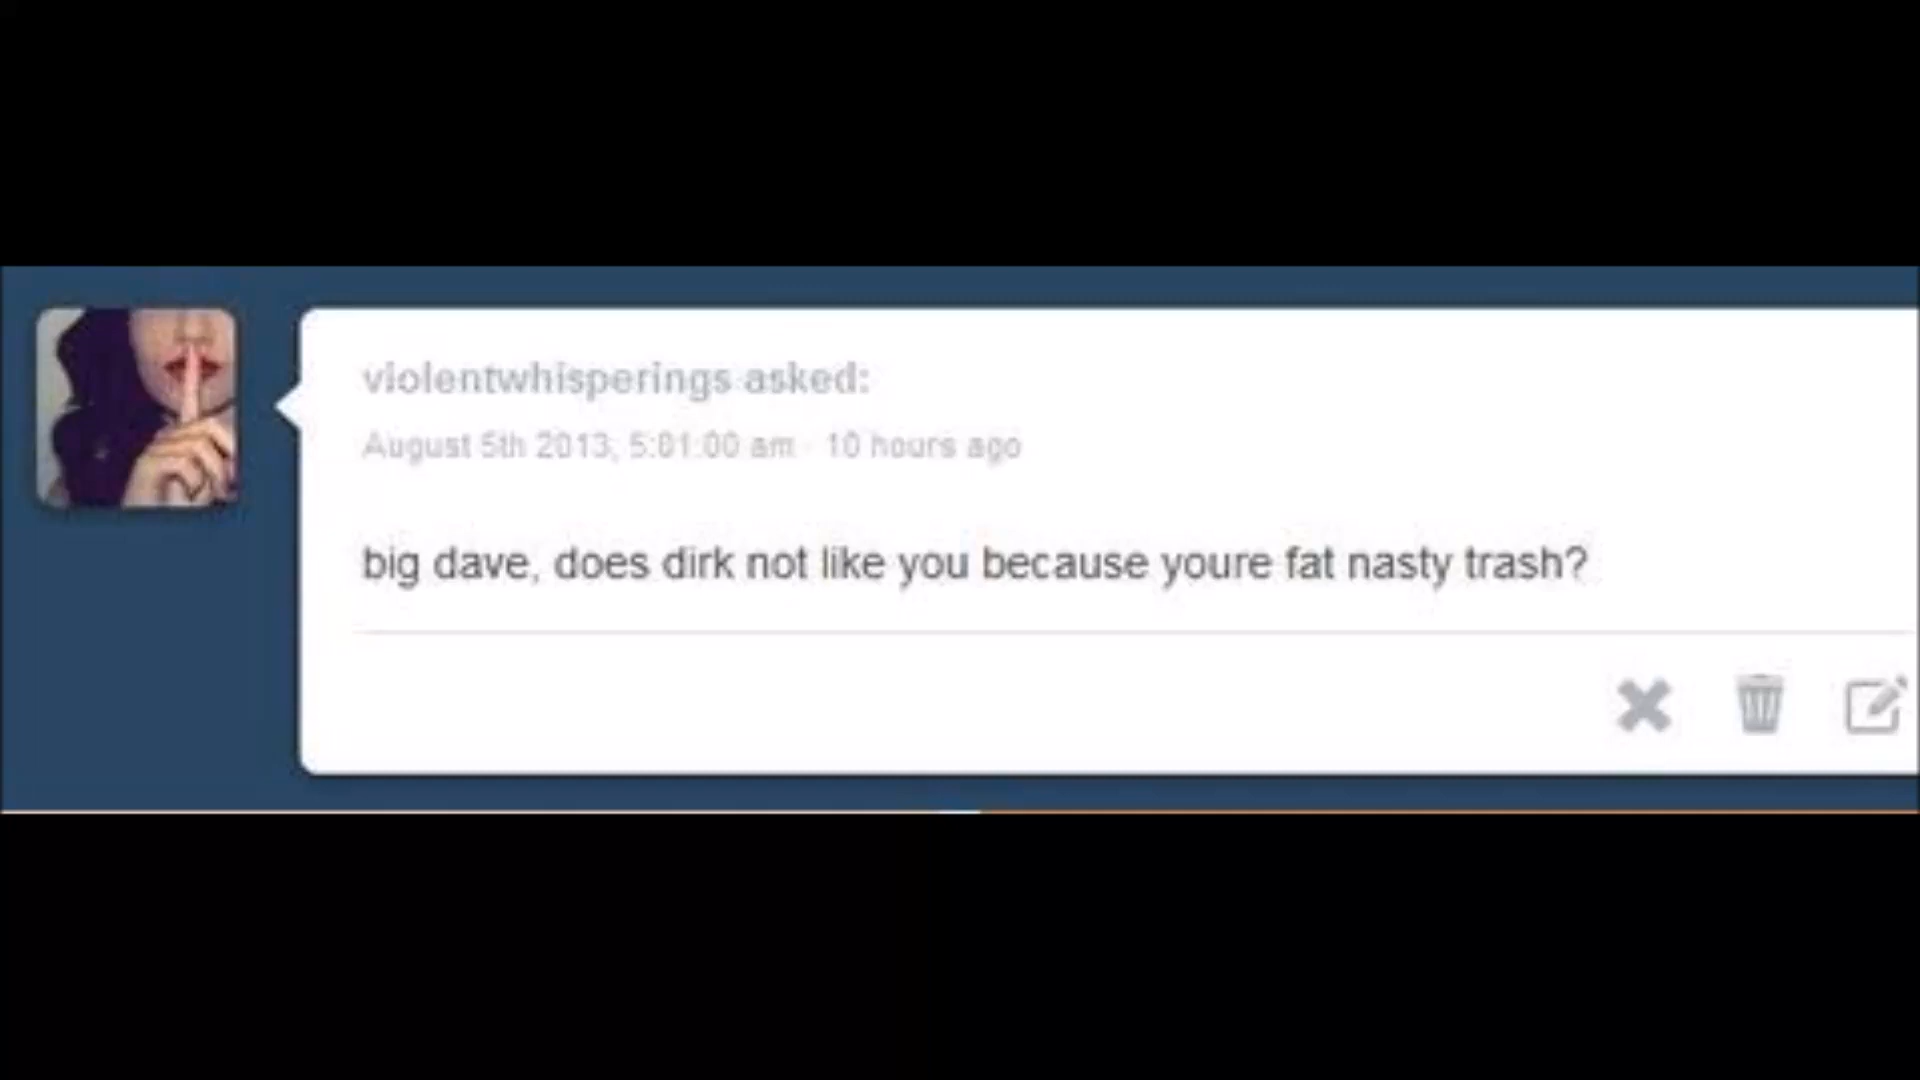 violentwhisperings asked:
August 5th 2013, 5:01:00 am · 10 hours ago
big dave, does dirk not like you because youre fat nasty trash?